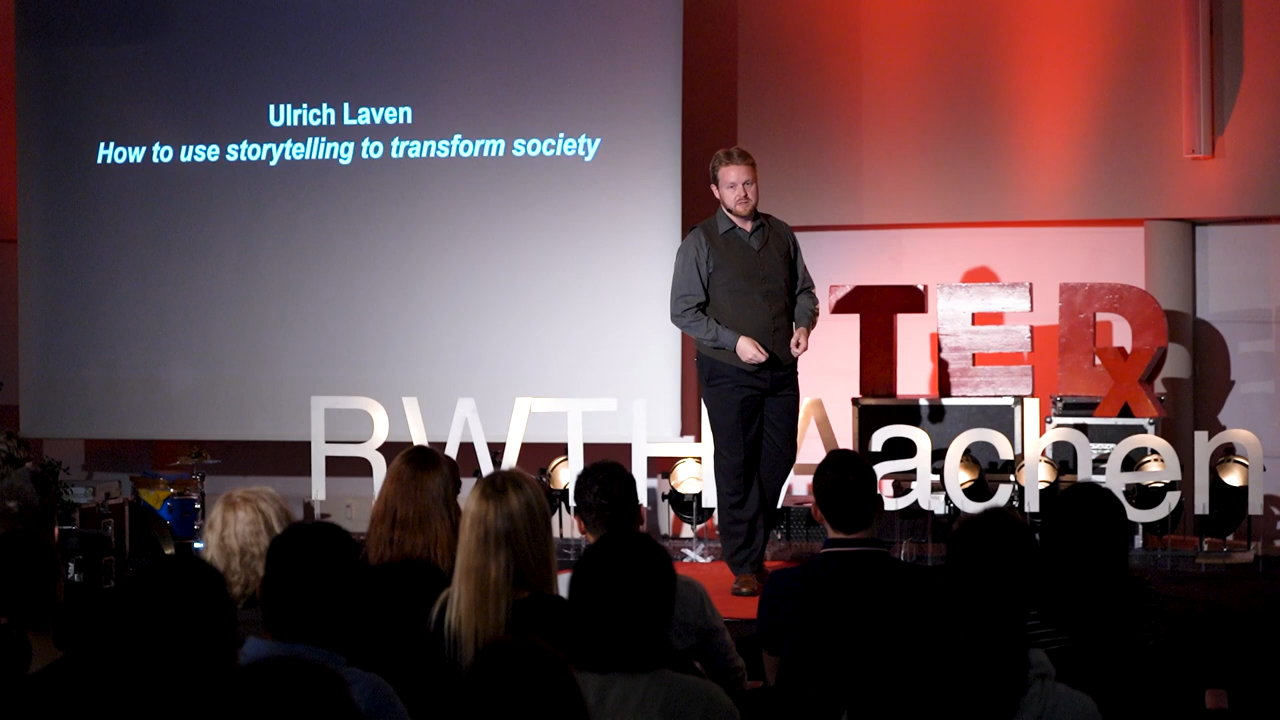 Ulrich Laven
How to use storytelling to transform society
TEDx
RWTH Aachen